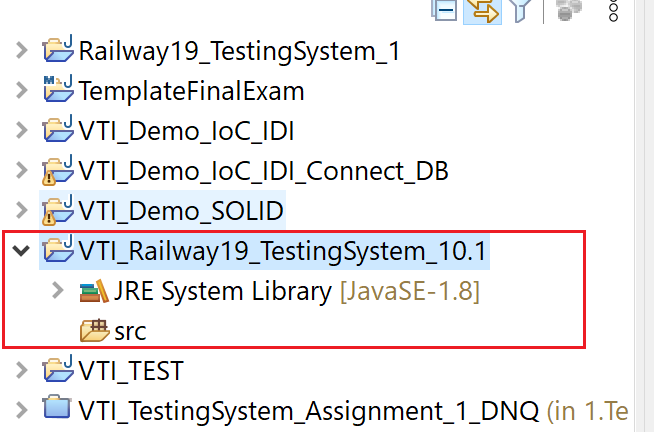 Railway19_TestingSystem_1
TemplateFinalExam
VTI_Demo_IoC_IDI
VTI_Demo_IoC_IDI_Connect_DB
VTI_Demo_SOLID
VTI_Railway19_TestingSystem_10.1
JRE System Library [JavaSE-1.8]
src
VTI_TEST
VTI_TestingSystem_Assignment_1_DNQ (in 1.Te